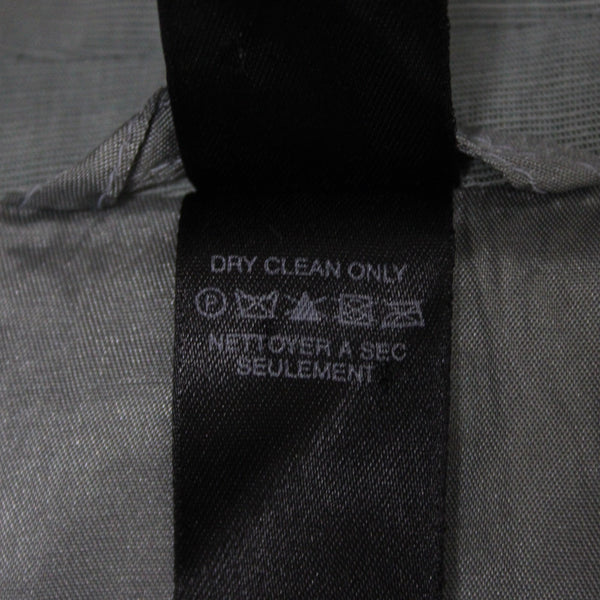 DRY CLEAN ONLY
P
NETTOYER A SEC
SEULEMENT